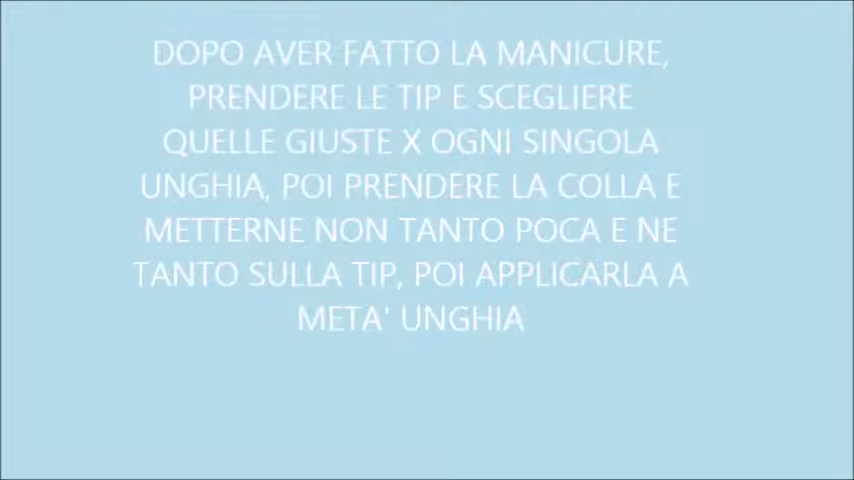 DOPO AVER FATTO LA MANICURE,
PRENDERE LE TIP E SCEGLIERE
QUELLE GIUSTE X OGNI SINGOLA
UNGHIA, POI PRENDERE LA COLLA E
METTERNE NON TANTO POCA E NE
TANTO SULLA TIP, POI APPLICARLA A
META' UNGHIA